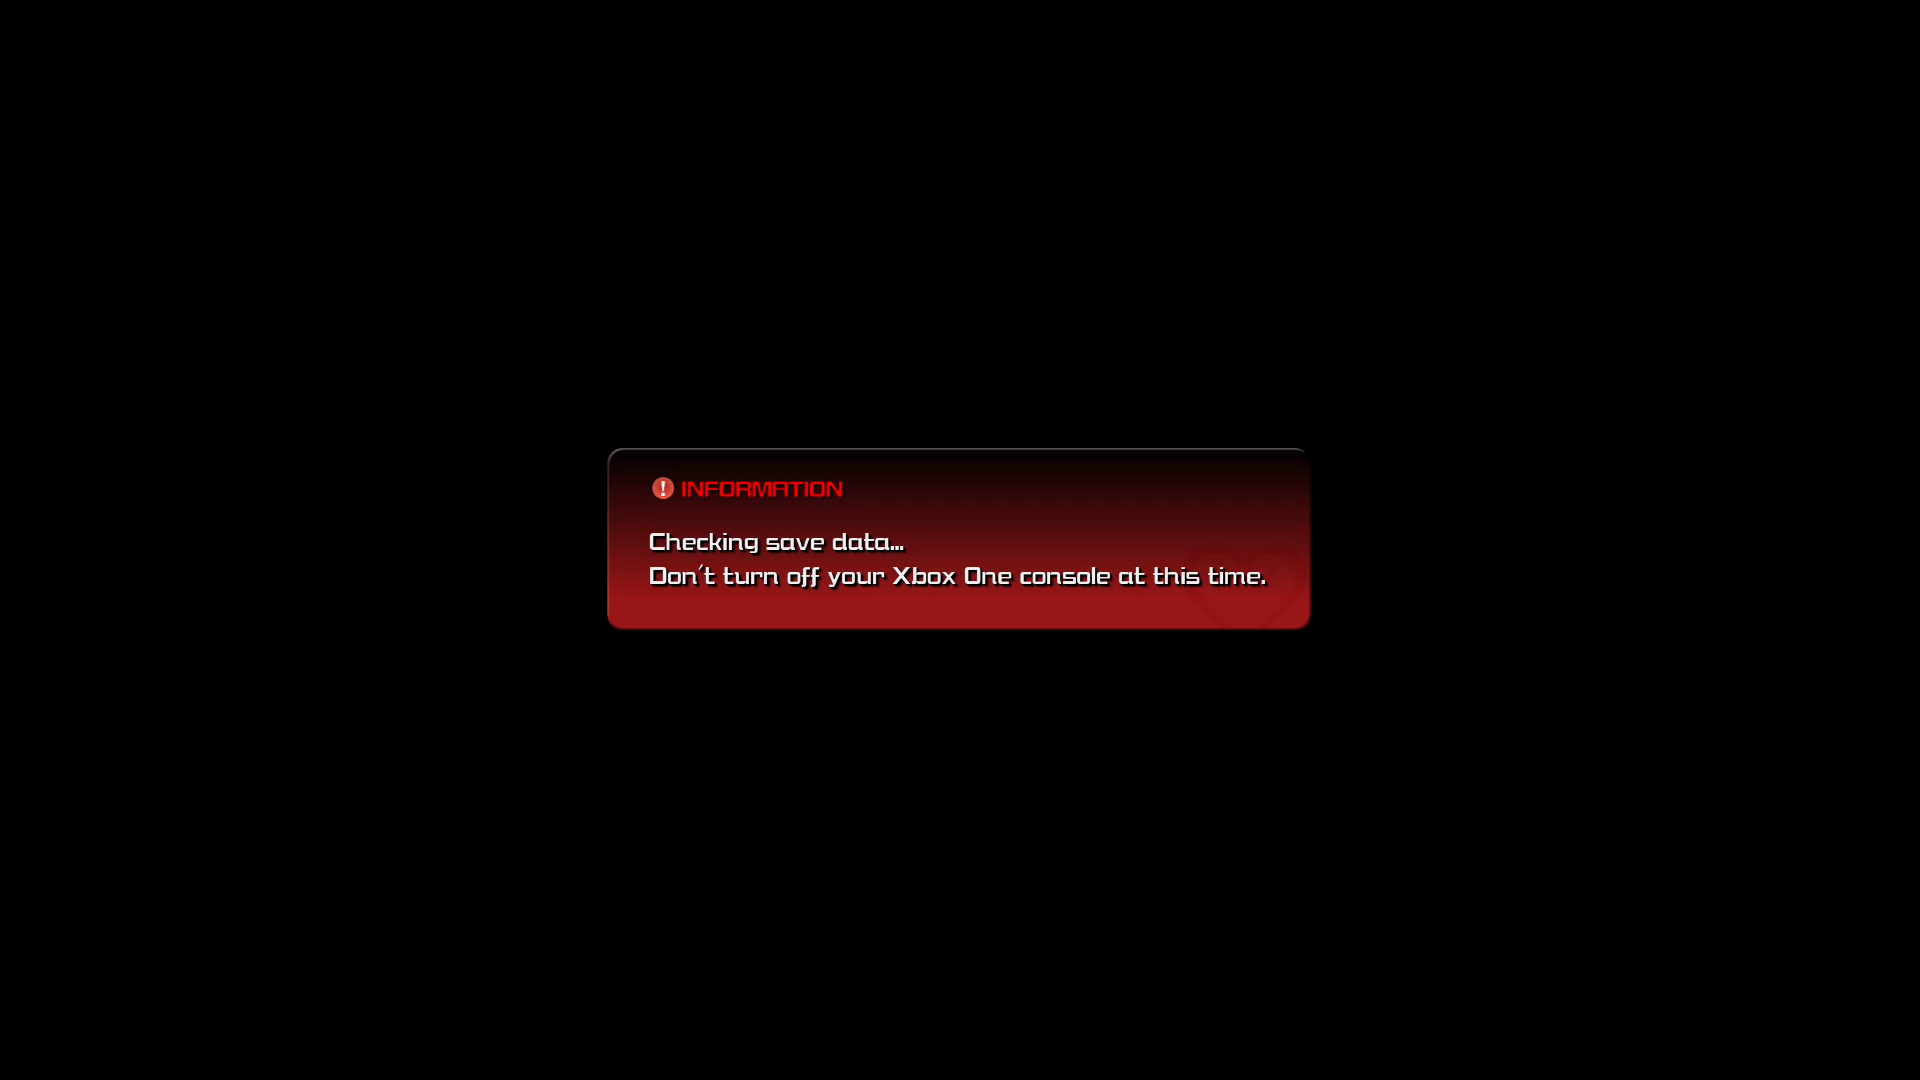 INFORMATION
Checking save data...
Don't turn off your Xbox One console at this time.